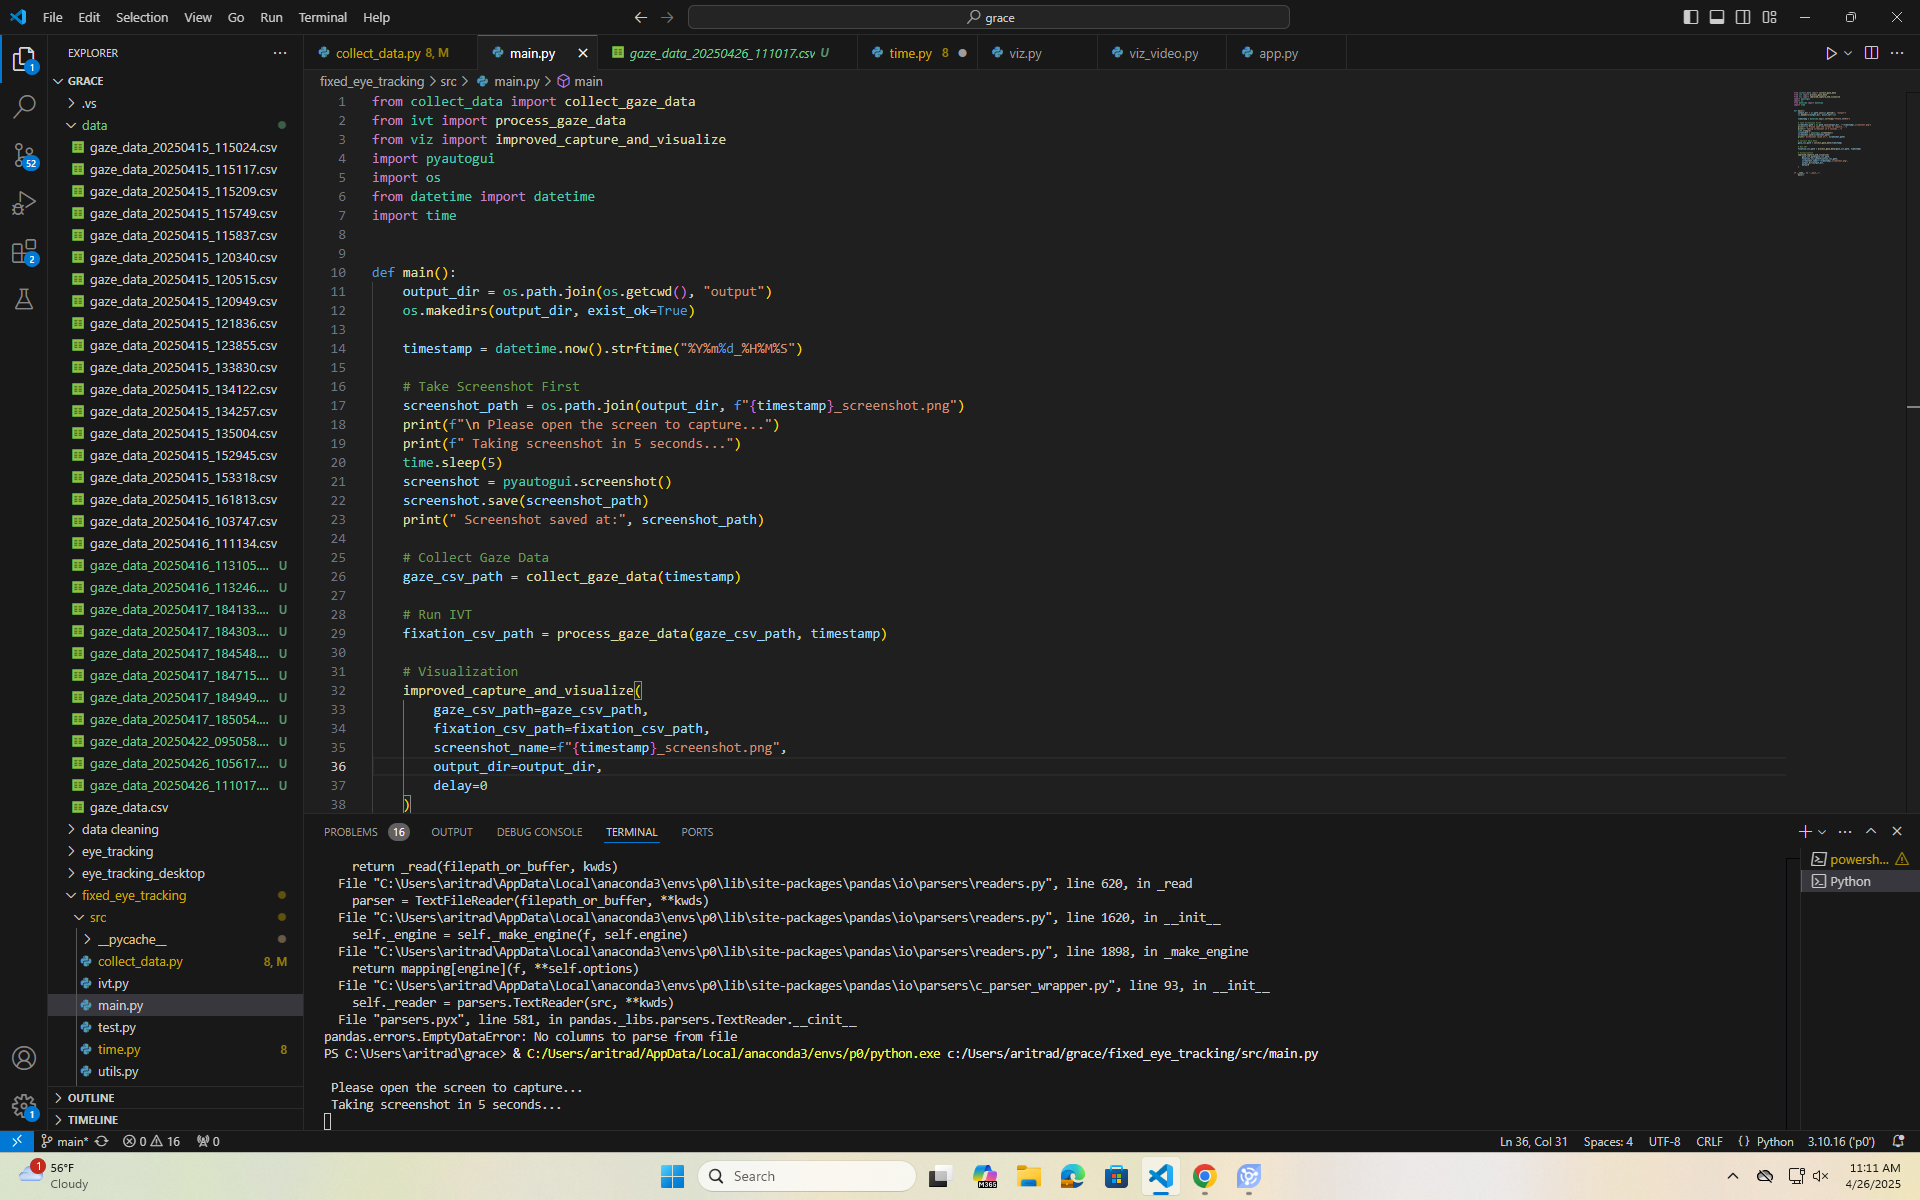 File Edit Selection View Go Run Terminal Help
grace
EXPLORER
GRACE
.vs
data
gaze_data_20250415_115024.csv
gaze_data_20250415_115117.csv
gaze_data_20250415_115209.csv
gaze_data_20250415_115749.csv
gaze_data_20250415_115837.csv
gaze_data_20250415_120340.csv
gaze_data_20250415_120515.csv
gaze_data_20250415_120949.csv
gaze_data_20250415_121836.csv
gaze_data_20250415_123855.csv
gaze_data_20250415_133830.csv
gaze_data_20250415_134122.csv
gaze_data_20250415_134257.csv
gaze_data_20250415_135004.csv
gaze_data_20250415_152945.csv
gaze_data_20250415_153318.csv
gaze_data_20250415_161813.csv
gaze_data_20250416_103747.csv
gaze_data_20250416_111134.csv
gaze_data_20250416_113105.... U
gaze_data_20250416_113246.... U
gaze_data_20250417_184133.... U
gaze_data_20250417_184303.... U
gaze_data_20250417_184548.... U
gaze_data_20250417_184715.... U
gaze_data_20250417_184949.... U
gaze_data_20250417_185054.... U
gaze_data_20250422_095058.... U
gaze_data_20250426_105617.... U
gaze_data_20250426_111017.... U
gaze_data.csv
data cleaning
eye_tracking
eye_tracking_desktop
fixed_eye_tracking
src
__pycache__
collect_data.py 8, M
ivt.py
main.py
test.py
time.py 8
utils.py
OUTLINE
TIMELINE
1
52
2
1
collect_data.py 8, M main.py gaze_data_20250426_111017.csv U time.py 8 viz.py viz_video.py app.py
fixed_eye_tracking > src > main.py > main
1 from collect_data import collect_gaze_data
2 from ivt import process_gaze_data
3 from viz import improved_capture_and_visualize
4 import pyautogui
5 import os
6 from datetime import datetime
7 import time
8
9
10 def main():
11 output_dir = os.path.join(os.getcwd(), "output")
12 os.makedirs(output_dir, exist_ok=True)
13
14 timestamp = datetime.now().strftime("%Y%m%d_%H%M%S")
15
16 # Take Screenshot First
17 screenshot_path = os.path.join(output_dir, f"{timestamp}_screenshot.png")
18 print(f"\n Please open the screen to capture...")
19 print(f" Taking screenshot in 5 seconds...")
20 time.sleep(5)
21 screenshot = pyautogui.screenshot()
22 screenshot.save(screenshot_path)
23 print(" Screenshot saved at:", screenshot_path)
24
25 # Collect Gaze Data
26 gaze_csv_path = collect_gaze_data(timestamp)
27
28 # Run IVT
29 fixation_csv_path = process_gaze_data(gaze_csv_path, timestamp)
30
31 # Visualization
32 improved_capture_and_visualize(
33 gaze_csv_path=gaze_csv_path,
34 fixation_csv_path=fixation_csv_path,
35 screenshot_name=f"{timestamp}_screenshot.png",
36 output_dir=output_dir,
37 delay=0
38 )
PROBLEMS 16 OUTPUT DEBUG CONSOLE TERMINAL PORTS
return _read(filepath_or_buffer, kwds)
File "C:\Users\aritrad\AppData\Local\anaconda3\envs\p0\lib\site-packages\pandas\io\parsers\readers.py", line 620, in _read
parser = TextFileReader(filepath_or_buffer, **kwds)
File "C:\Users\aritrad\AppData\Local\anaconda3\envs\p0\lib\site-packages\pandas\io\parsers\readers.py", line 1620, in __init__
self._engine = self._make_engine(f, self.engine)
File "C:\Users\aritrad\AppData\Local\anaconda3\envs\p0\lib\site-packages\pandas\io\parsers\readers.py", line 1898, in _make_engine
return mapping[engine](f, **self.options)
File "C:\Users\aritrad\AppData\Local\anaconda3\envs\p0\lib\site-packages\pandas\io\parsers\c_parser_wrapper.py", line 93, in __init__
self._reader = parsers.TextReader(src, **kwds)
File "parsers.pyx", line 581, in pandas._libs.parsers.TextReader.__cinit__
pandas.errors.EmptyDataError: No columns to parse from file
PS C:\Users\aritrad\grace> & C:/Users/aritrad/AppData/Local/anaconda3/envs/p0/python.exe c:/Users/aritrad/grace/fixed_eye_tracking/src/main.py
Please open the screen to capture...
Taking screenshot in 5 seconds...
powersh...
Python
main* 0 16 0
Ln 36, Col 31 Spaces: 4 UTF-8 CRLF {} Python 3.10.16 ('p0')
1
56°F
Cloudy
Search
M365
11:11 AM
4/26/2025